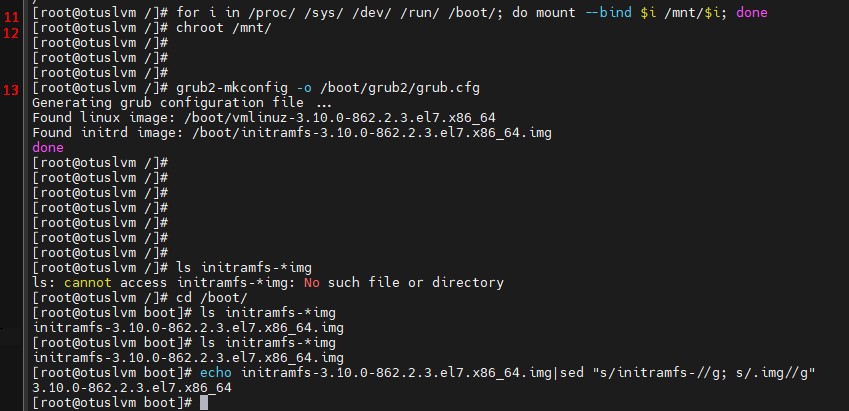 11 [root@otuslvm /]# for i in /proc/ /sys/ /dev/ /run/ /boot/; do mount --bind $i /mnt/$i; done
12 [root@otuslvm /]# chroot /mnt/
[root@otuslvm /]#
[root@otuslvm /]#
[root@otuslvm /]#
13 [root@otuslvm /]# grub2-mkconfig -o /boot/grub2/grub.cfg
Generating grub configuration file ...
Found linux image: /boot/vmlinuz-3.10.0-862.2.3.el7.x86_64
Found initrd image: /boot/initramfs-3.10.0-862.2.3.el7.x86_64.img
done
[root@otuslvm /]#
[root@otuslvm /]#
[root@otuslvm /]#
[root@otuslvm /]#
[root@otuslvm /]#
[root@otuslvm /]#
[root@otuslvm /]#
[root@otuslvm /]# ls initramfs-*img
ls: cannot access initramfs-*img: No such file or directory
[root@otuslvm /]# cd /boot/
[root@otuslvm boot]# ls initramfs-*img
initramfs-3.10.0-862.2.3.el7.x86_64.img
[root@otuslvm boot]# ls initramfs-*img
initramfs-3.10.0-862.2.3.el7.x86_64.img
[root@otuslvm boot]# echo initramfs-3.10.0-862.2.3.el7.x86_64.img|sed "s/initramfs-//g; s/.img//g"
3.10.0-862.2.3.el7.x86_64
[root@otuslvm boot]#